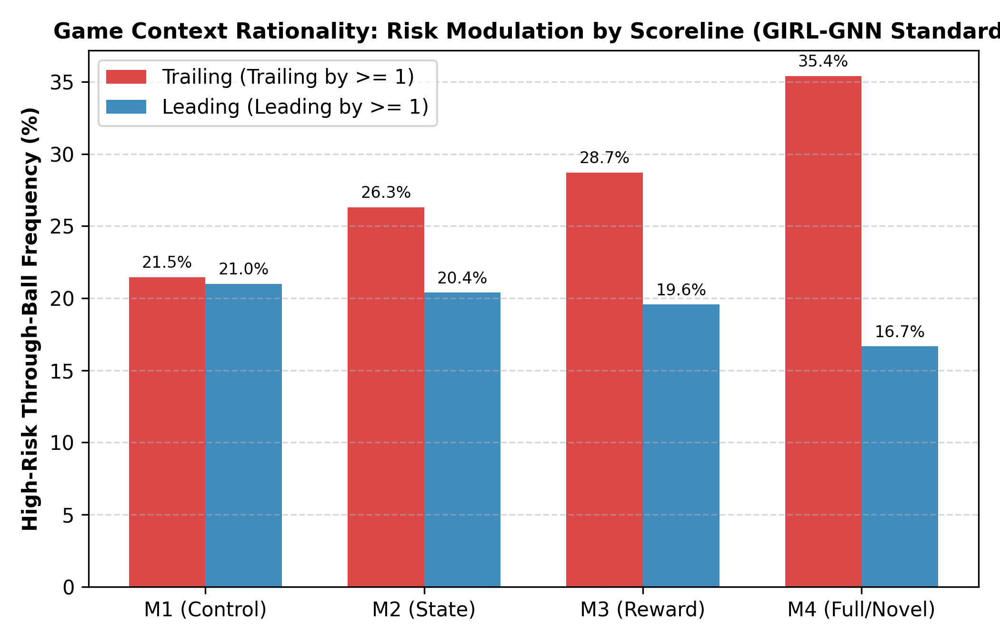 Game Context Rationality: Risk Modulation by Scoreline (GIRL-GNN Standard
Trailing (Trailing by >= 1)
Leading (Leading by >= 1)
High-Risk Through-Ball Frequency (%)
35
30
25
20
15
10
5
0
21.5%
21.0%
26.3%
20.4%
28.7%
19.6%
35.4%
16.7%
M1 (Control)
M2 (State)
M3 (Reward)
M4 (Full/Novel)